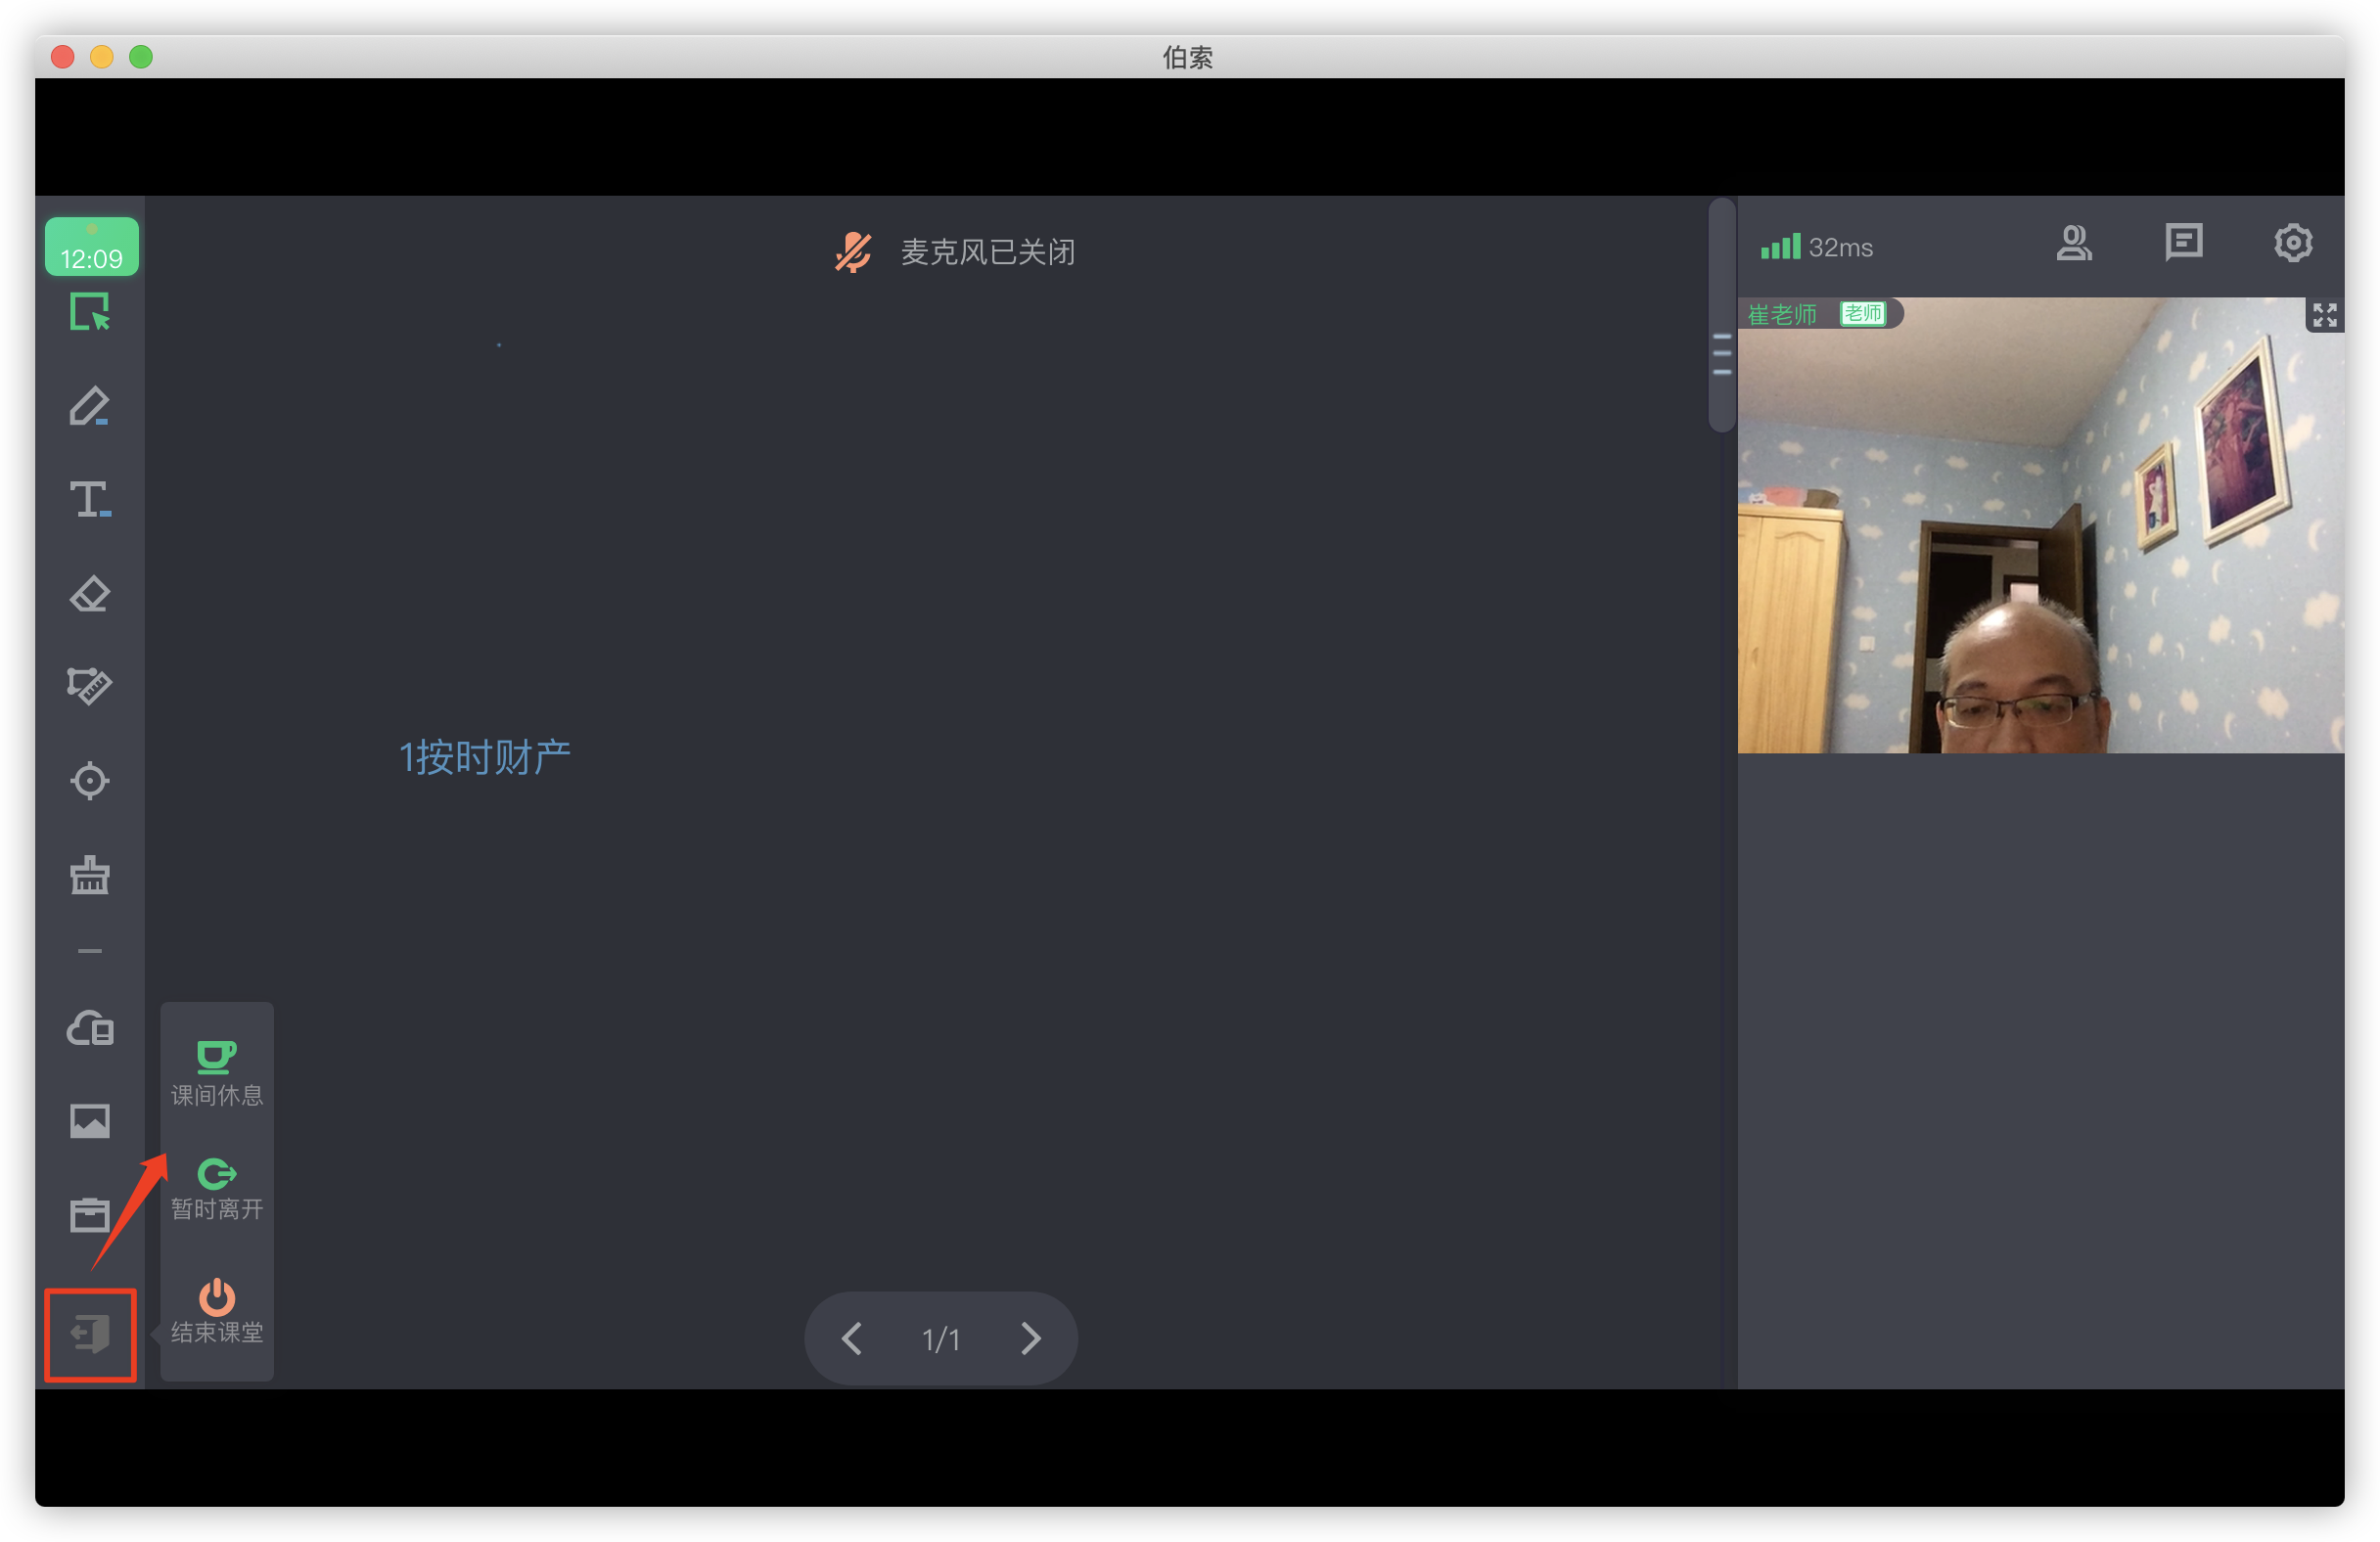 伯索
12:09
麦克风已关闭
32ms
崔老师 老师
1按时财产
课间休息
暂时离开
结束课堂
1/1